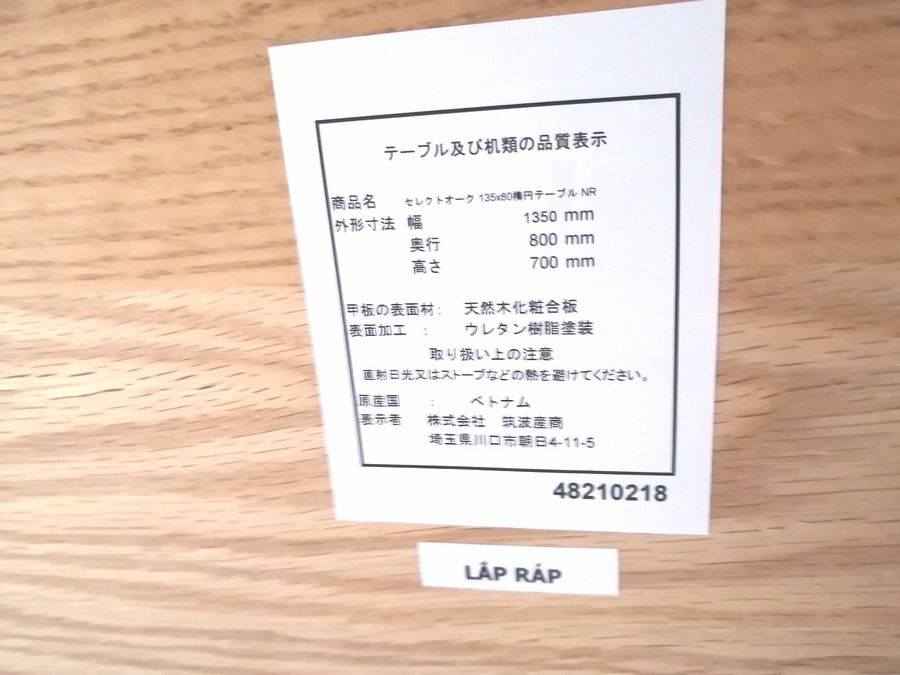 テーブル及び机類の品質表示
商品名 セレクトオーク 135x80楕円テーブル NR
外形寸法 幅 1350 mm
奥行 800 mm
高さ 700 mm
甲板の表面材: 天然木化粧合板
表面加工 : ウレタン樹脂塗装
取り扱い上の注意
直射日光又はストーブなどの熱を避けてください。
原産国 : ベトナム
表示者 株式会社 筑波産商
埼玉県川口市朝日4-11-5
48210218
LẮP RÁP